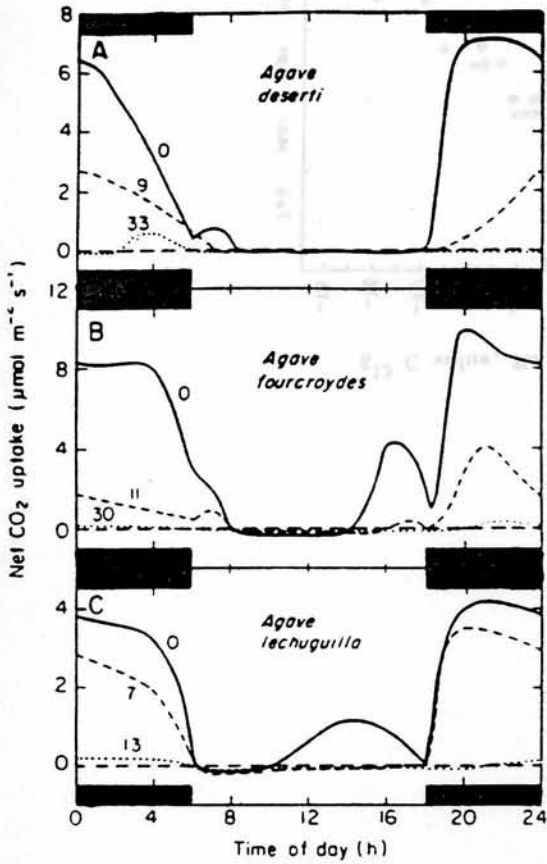 Net CO₂ uptake (μmol m⁻² s⁻¹)
8
6
4
2
0
A
Agave
deserti
0
9
33
12
8
4
0
B
Agave
fourcroydes
0
11
30
4
2
0
C
Agave
lechuguilla
0
7
13
0 4 8 12 16 20 24
Time of day (h)